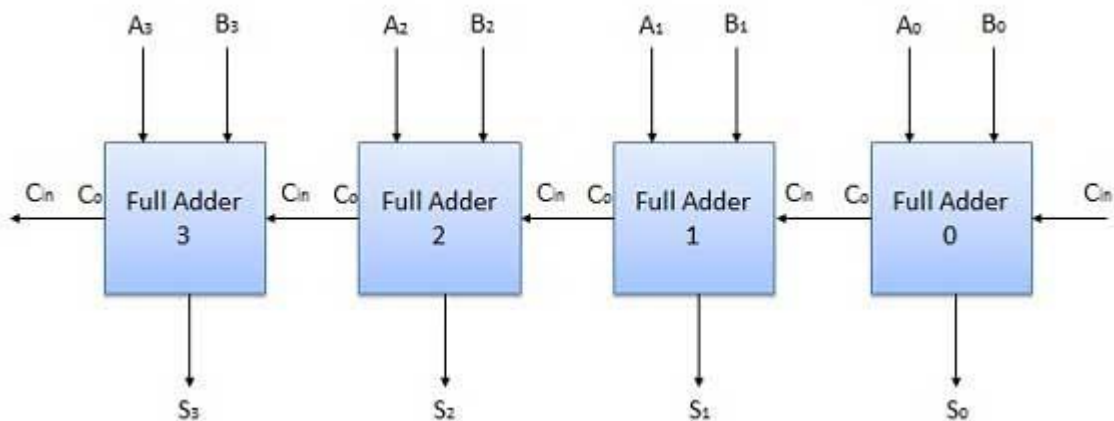 A₃ B₃ A₂ B₂ A₁ B₁ A₀ B₀
Cin Co Full Adder 3 Cin Co Full Adder 2 Cin Co Full Adder 1 Cin Co Full Adder 0 Cin
S₃ S₂ S₁ S₀